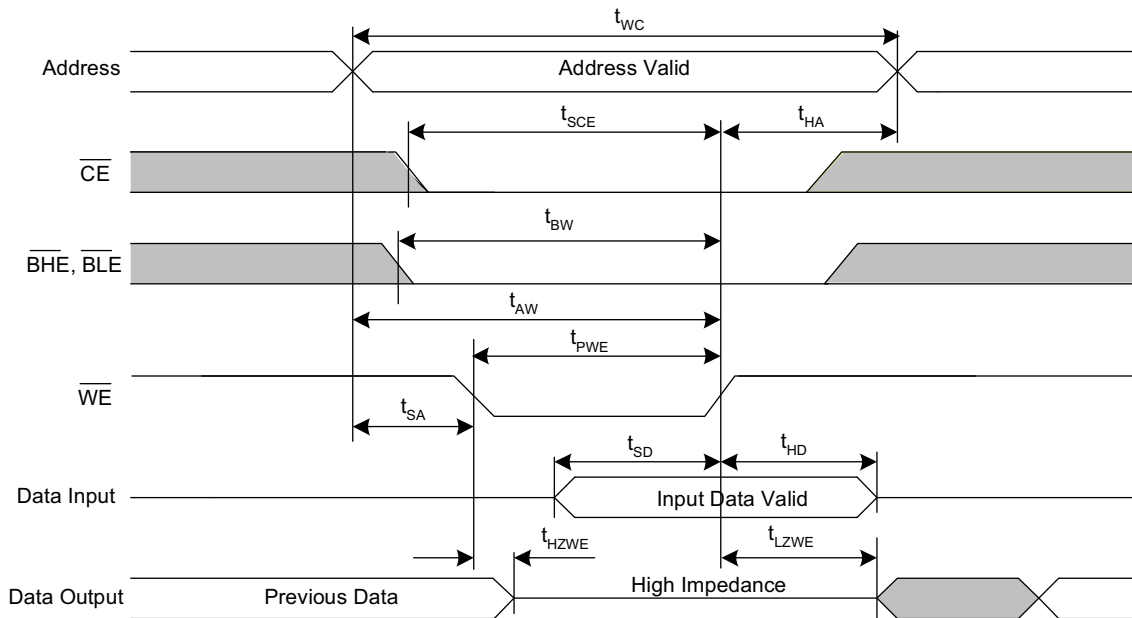 tWC
Address
Address Valid
tSCE
tHA
CE
tBW
BHE, BLE
tAW
tPWE
WE
tSA
tSD
tHD
Data Input
Input Data Valid
tHZWE
tLZWE
Data Output
Previous Data
High Impedance